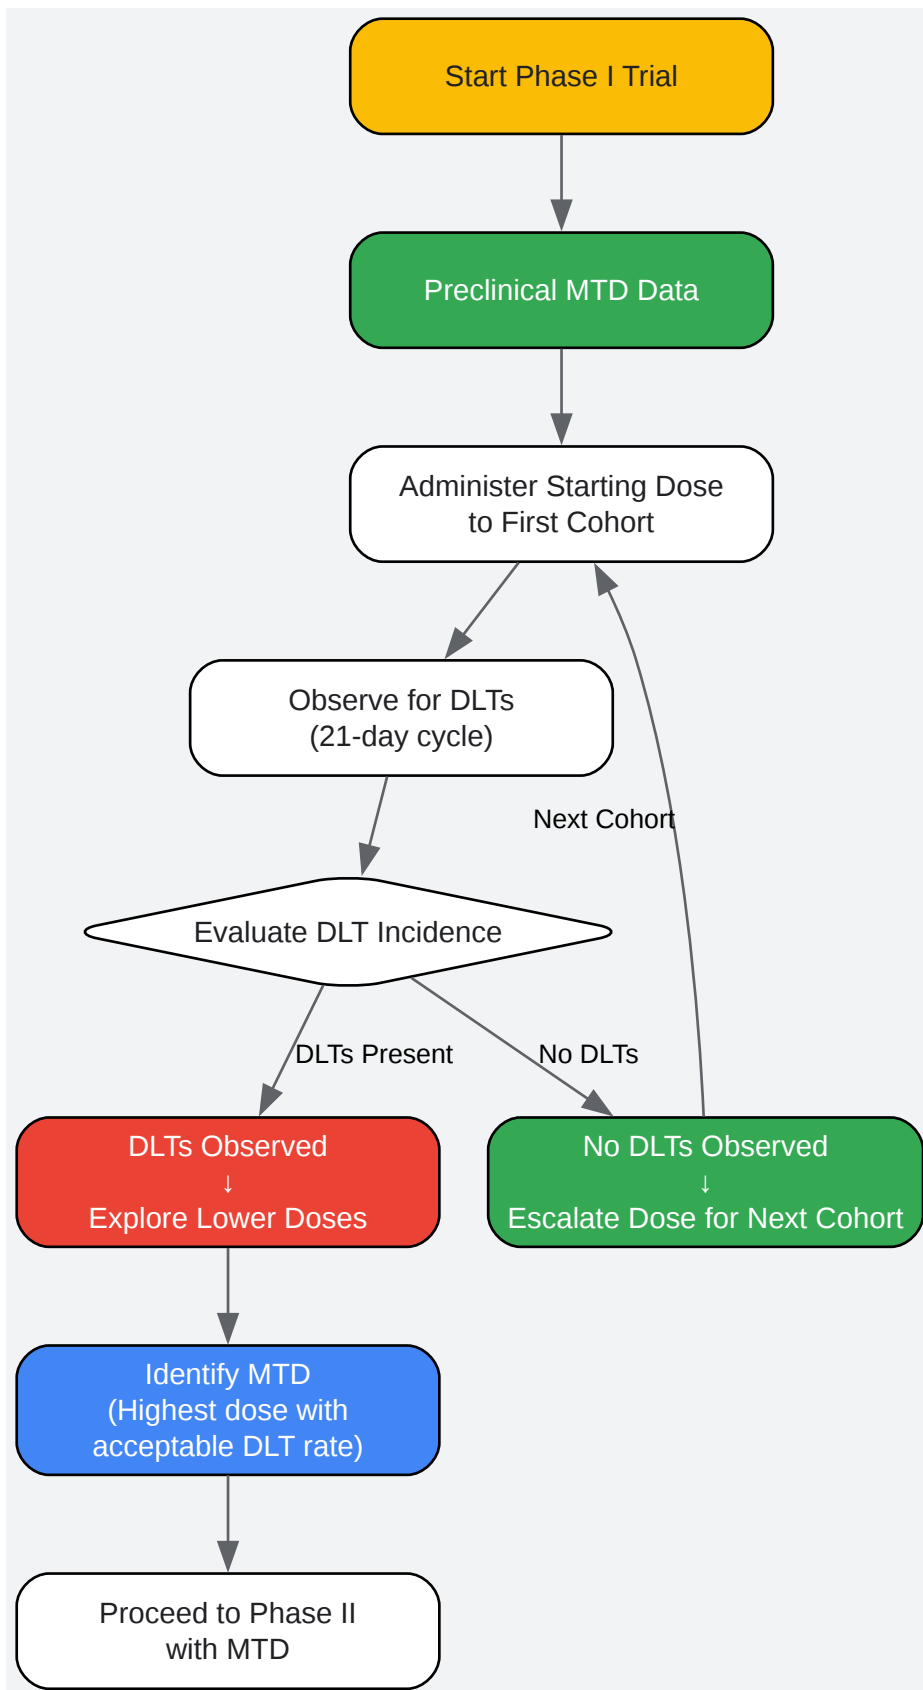 Start Phase I Trial
Preclinical MTD Data
Administer Starting Dose
to First Cohort
Observe for DLTs
(21-day cycle)
Next Cohort
Evaluate DLT Incidence
DLTs Present
No DLTs
DLTs Observed
↓
Explore Lower Doses
No DLTs Observed
↓
Escalate Dose for Next Cohort
Identify MTD
(Highest dose with
acceptable DLT rate)
Proceed to Phase II
with MTD